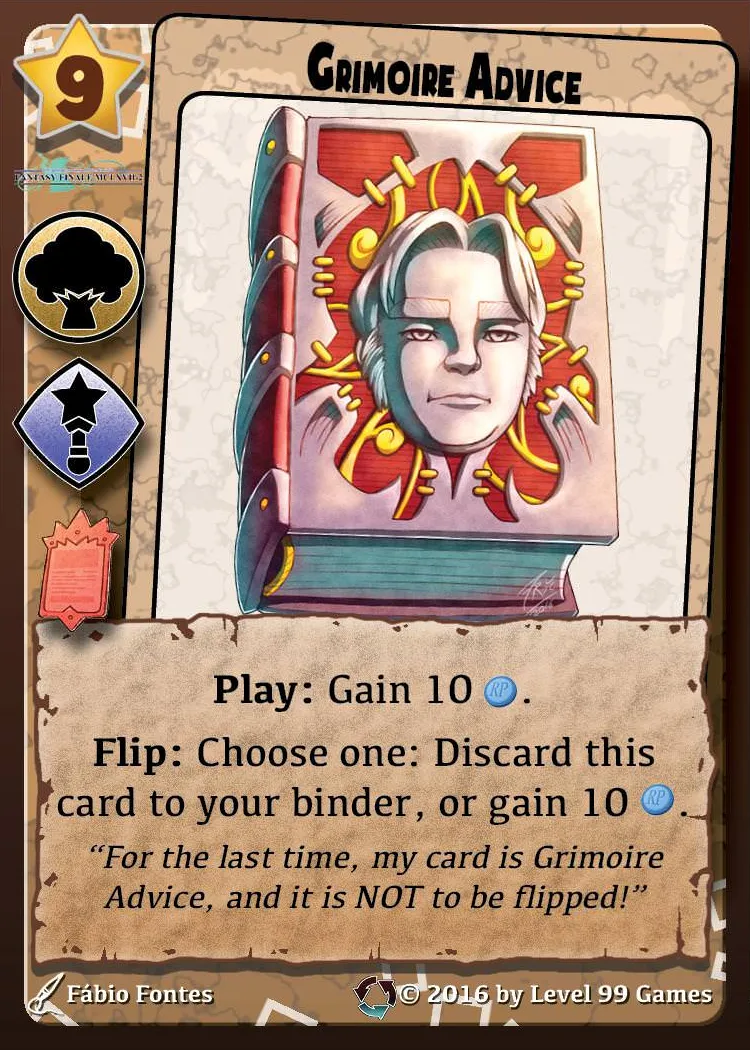 9
GRIMOIRE ADVICE
Play: Gain 10 RP.
Flip: Choose one: Discard this
card to your binder, or gain 10 RP.
“For the last time, my card is Grimoire
Advice, and it is NOT to be flipped!”
Fábio Fontes
© 2016 by Level 99 Games